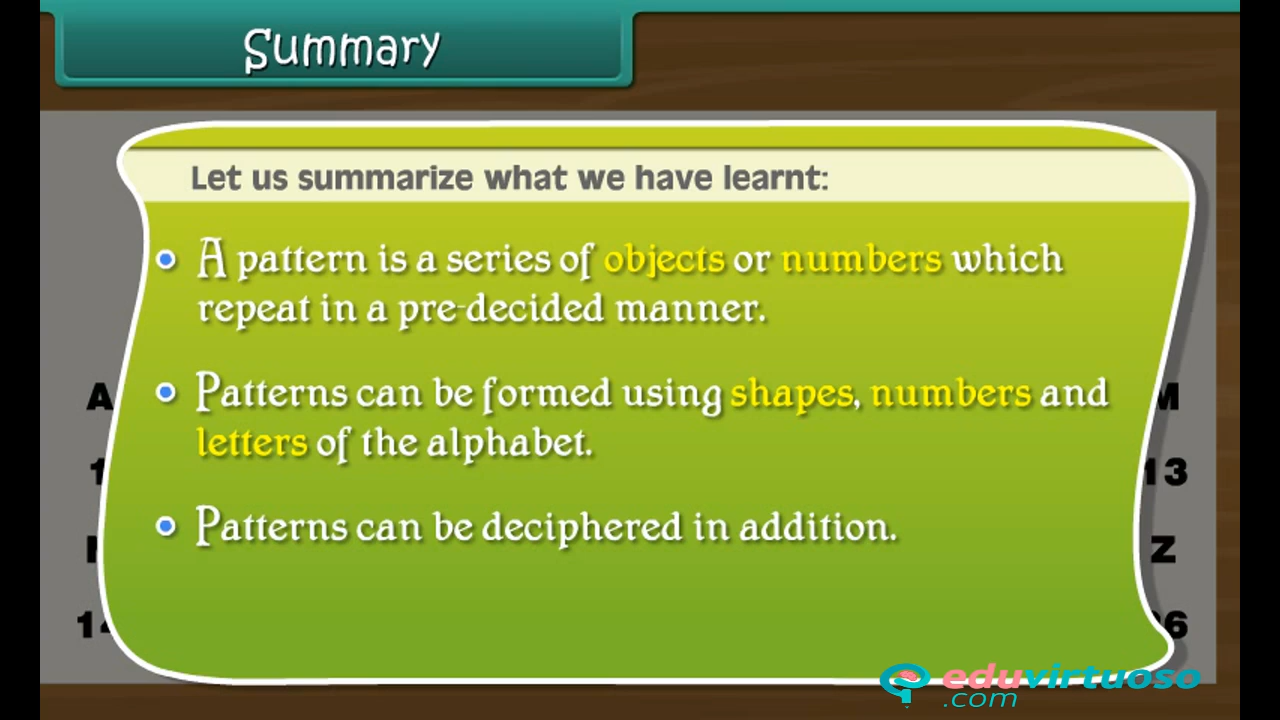 Summary
Let us summarize what we have learnt:
A pattern is a series of objects or numbers which
repeat in a pre-decided manner.
A
Patterns can be formed using shapes, numbers and
M
letters of the alphabet.
13
Patterns can be deciphered in addition.
Z
eduvirtuoso
.com